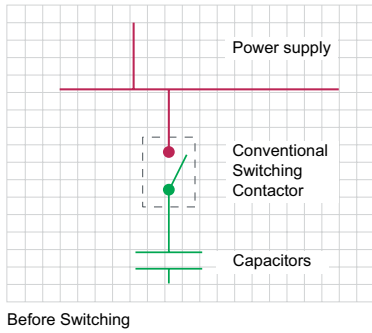 Power supply
Conventional
Switching
Contactor
Capacitors
Before Switching